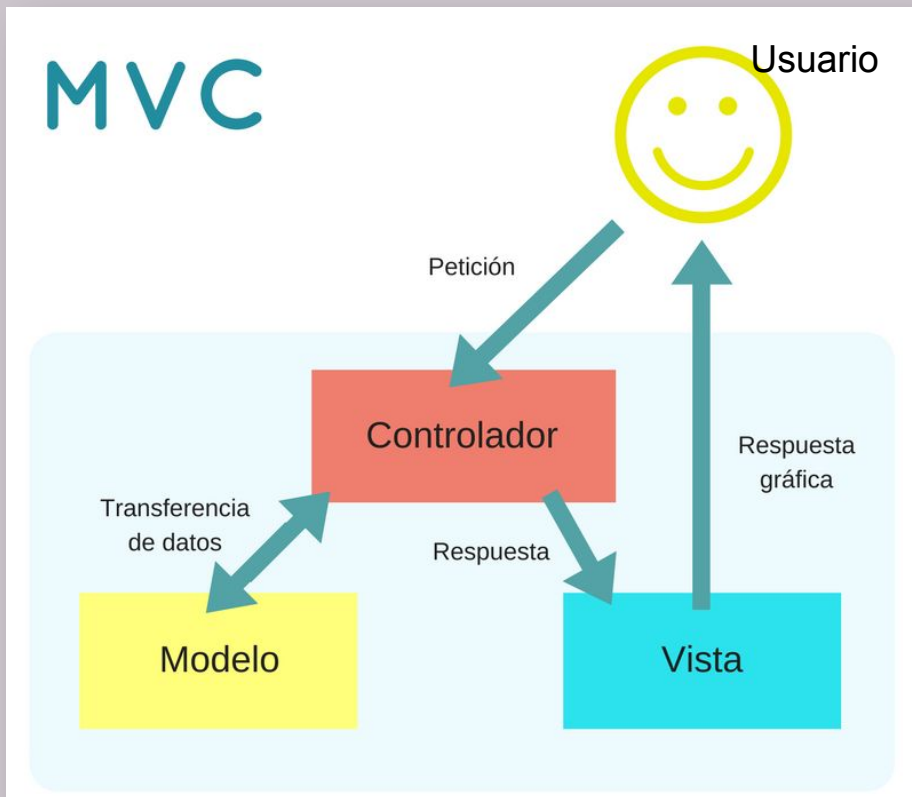 MVC
Usuario
Petición
Controlador
Respuesta
gráfica
Transferencia
de datos
Respuesta
Modelo
Vista